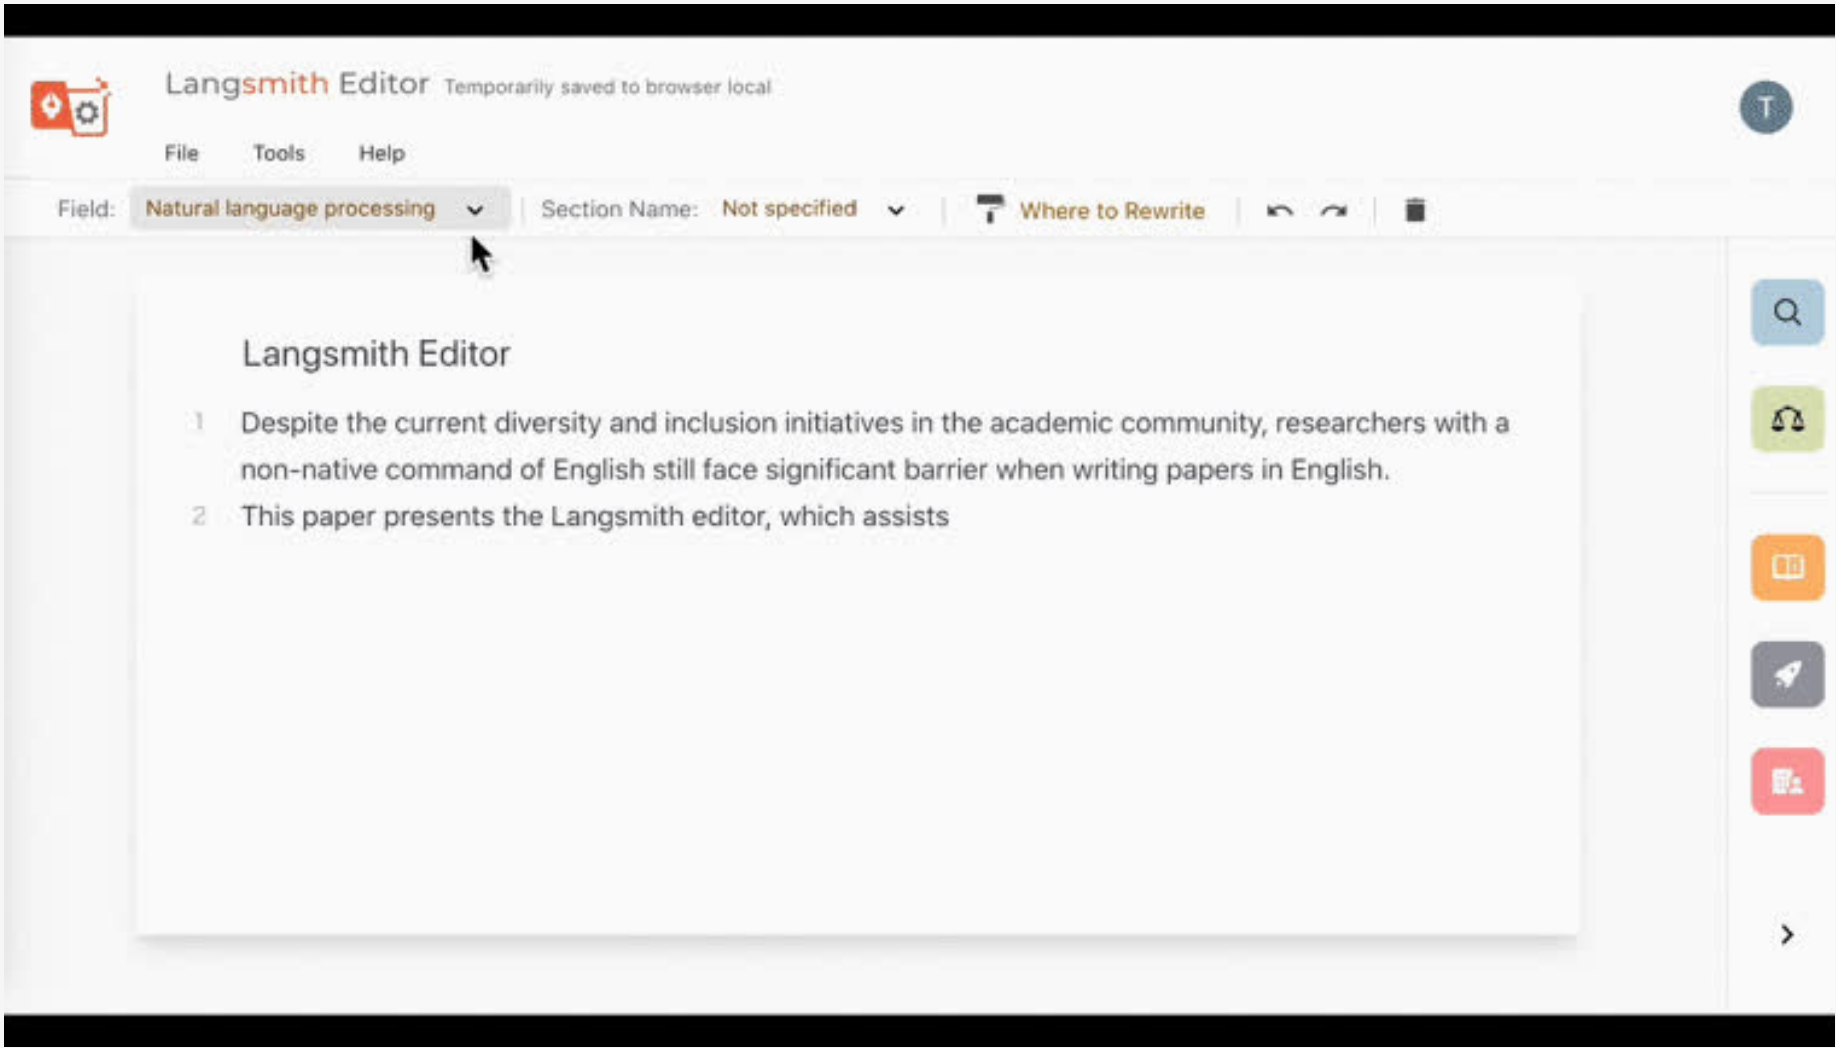 Langsmith Editor Temporarily saved to browser local
T
File Tools Help
Field: Natural language processing Section Name: Not specified Where to Rewrite
Langsmith Editor
1 Despite the current diversity and inclusion initiatives in the academic community, researchers with a
non-native command of English still face significant barrier when writing papers in English.
2 This paper presents the Langsmith editor, which assists